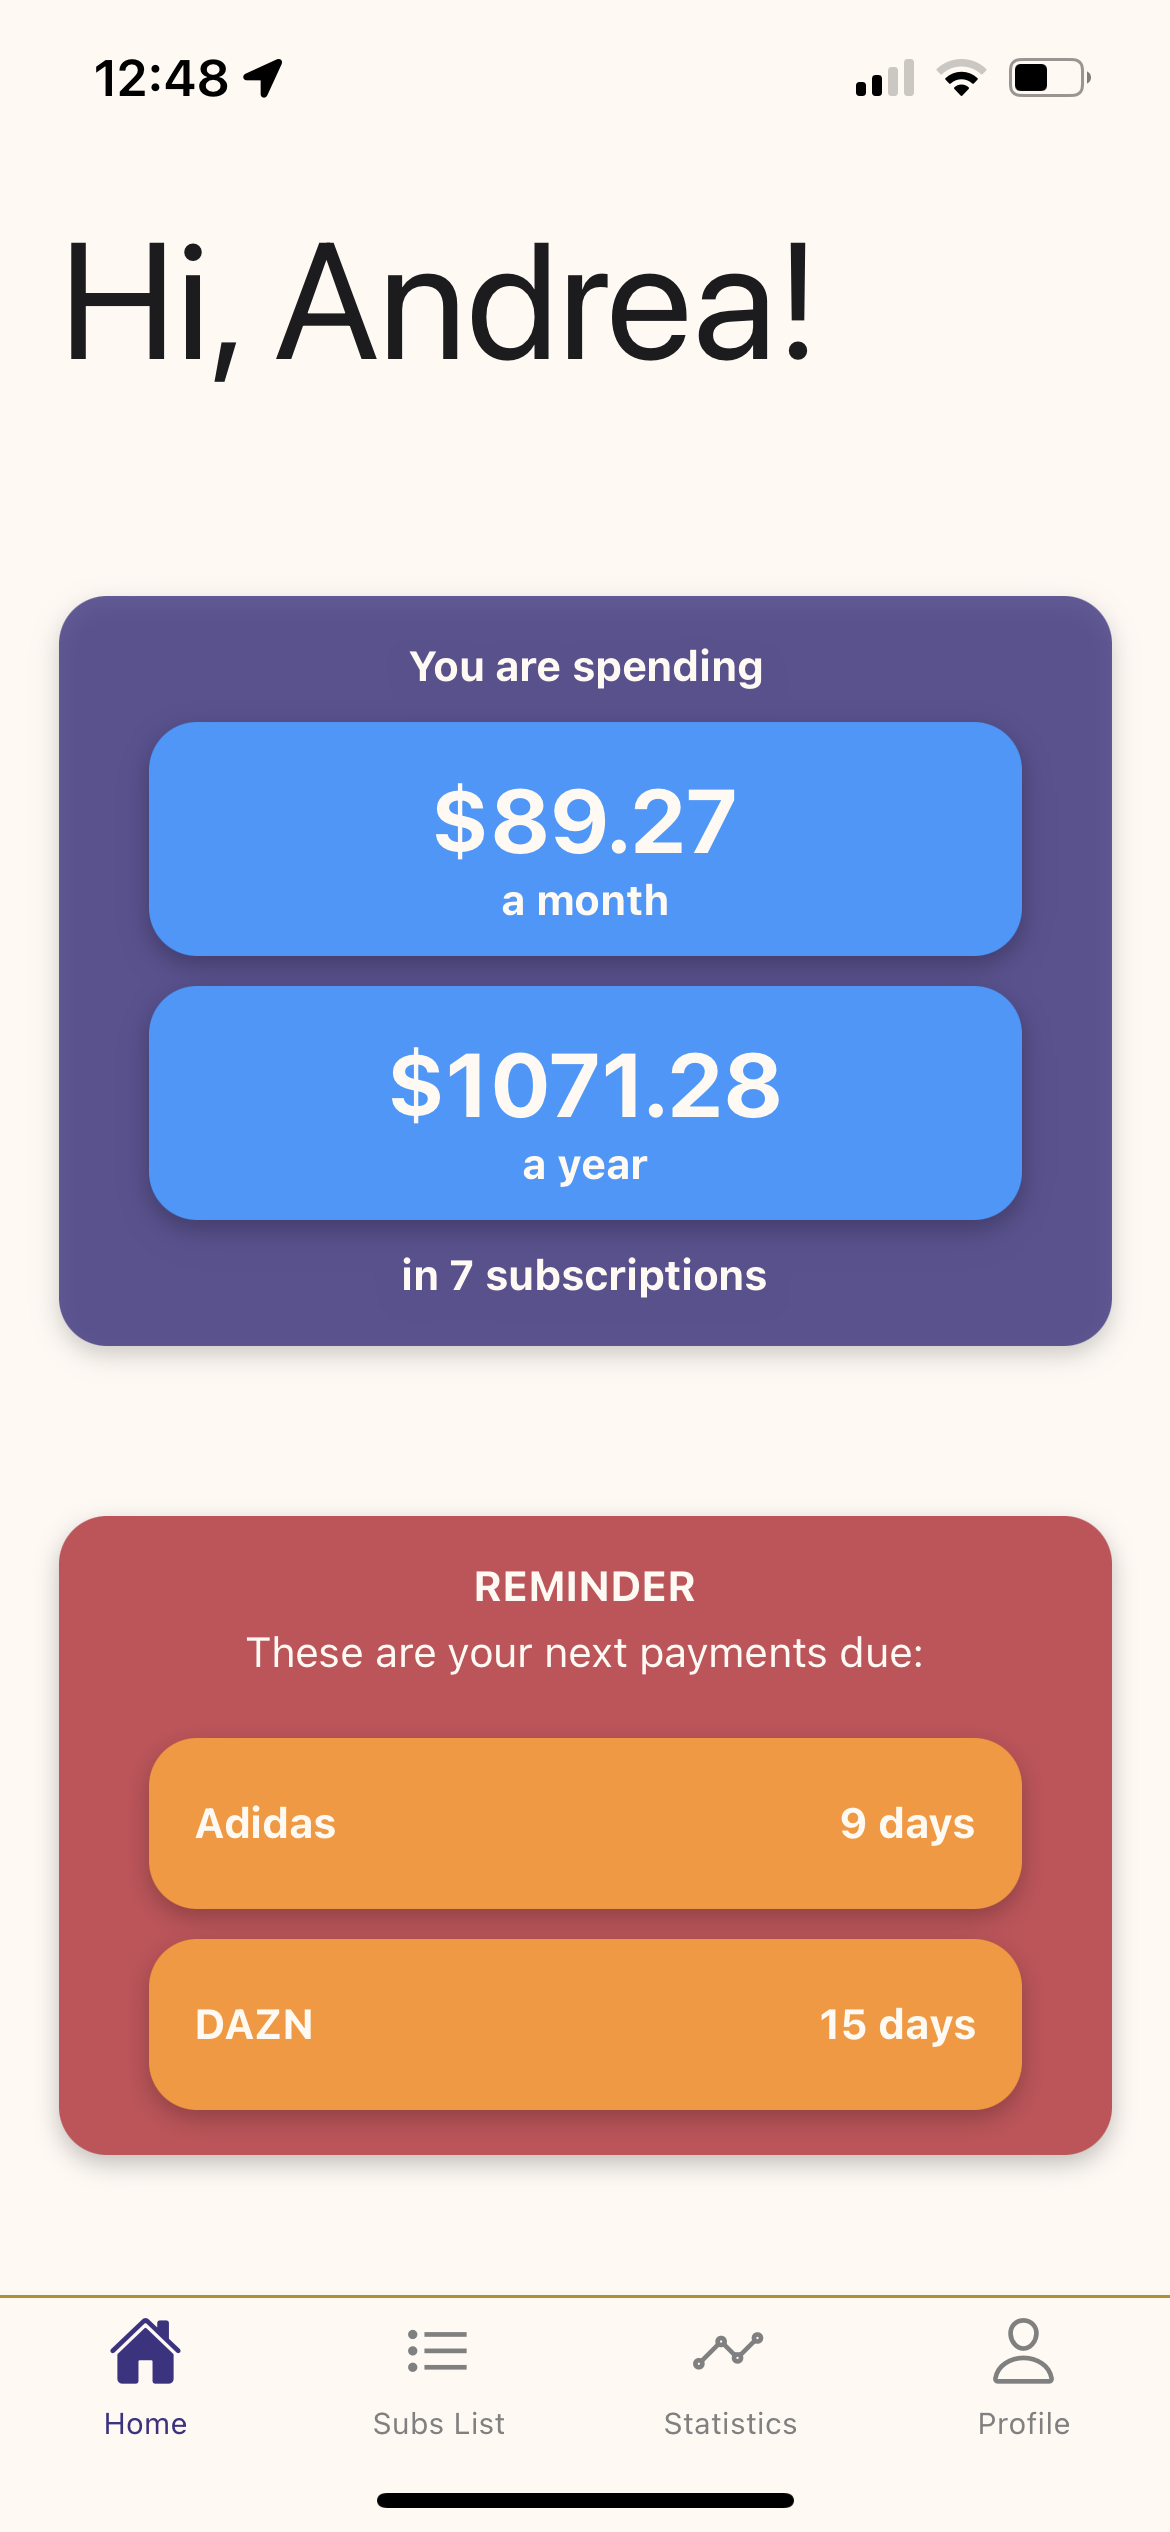 12:48
Hi, Andrea!
You are spending
$89.27
a month
$1071.28
a year
in 7 subscriptions
REMINDER
These are your next payments due:
Adidas 9 days
DAZN 15 days
Home Subs List Statistics Profile